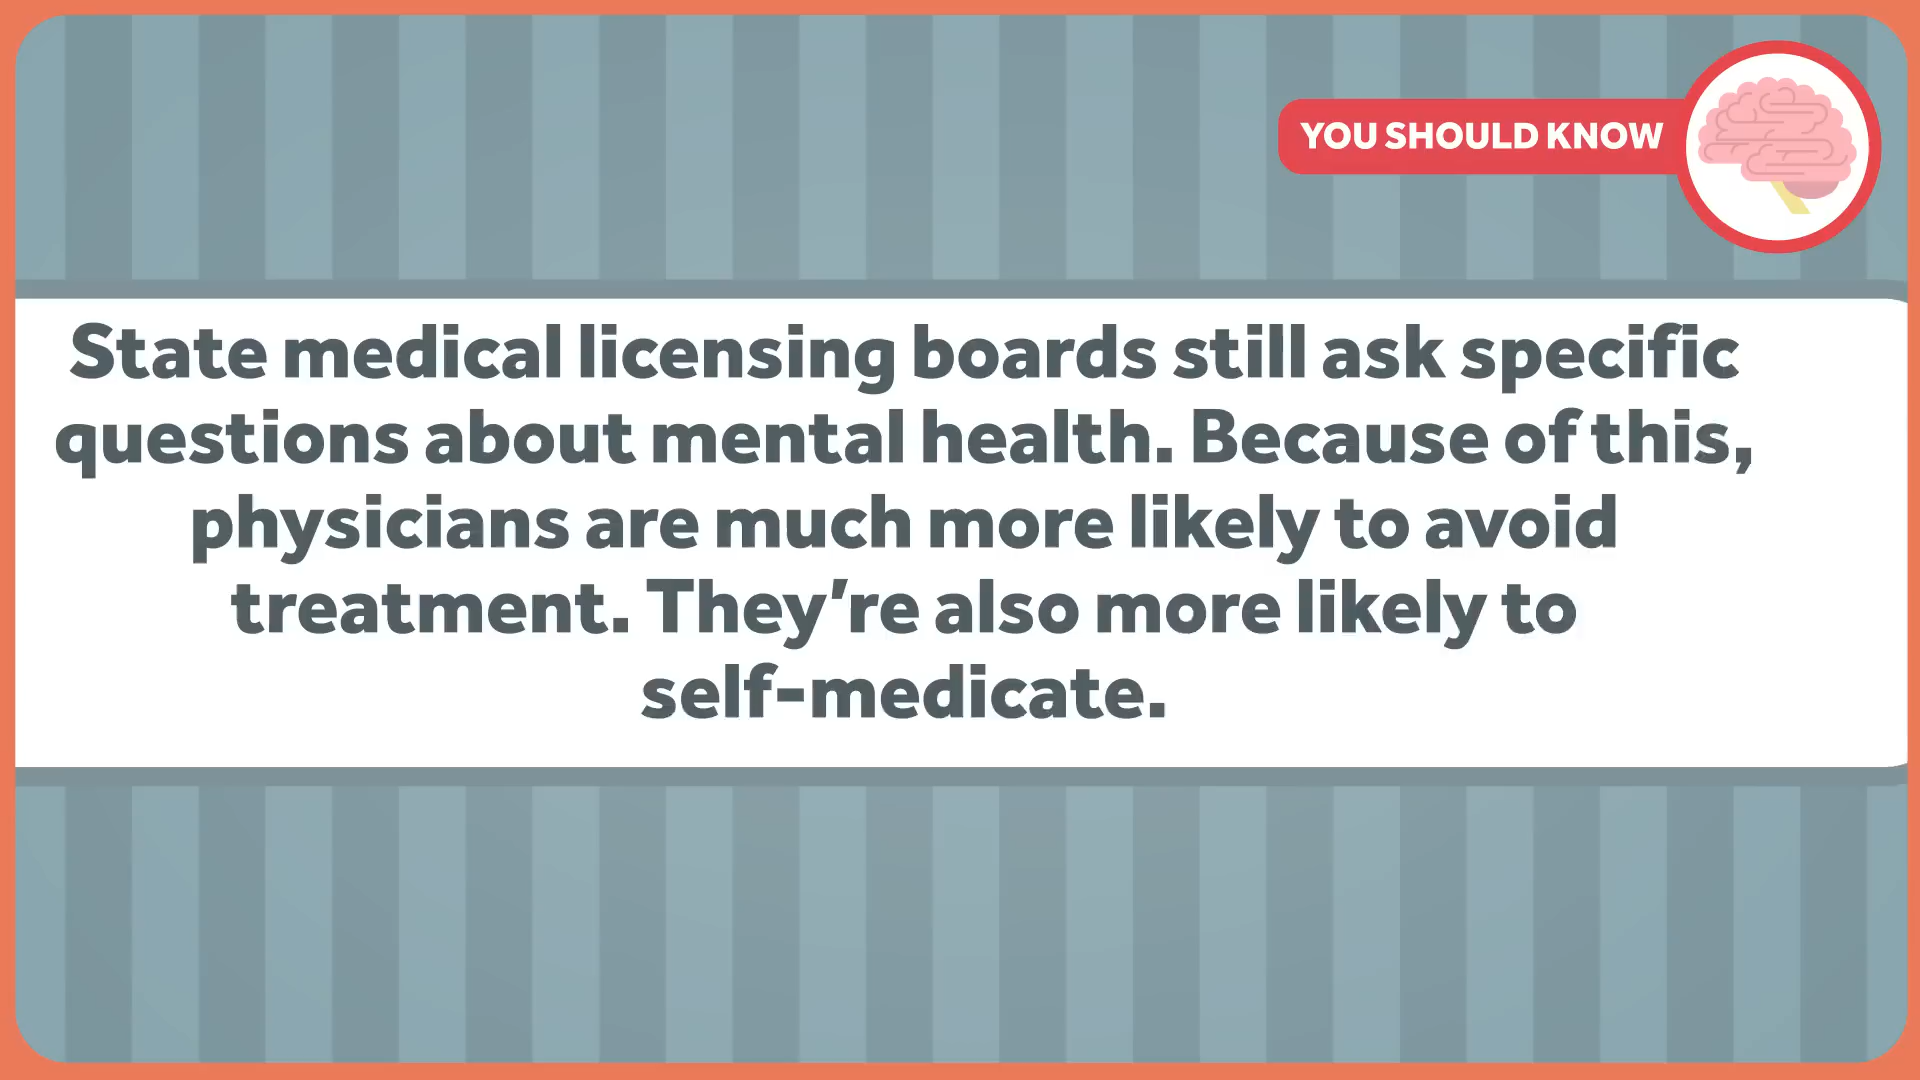 YOU SHOULD KNOW
State medical licensing boards still ask specific
questions about mental health. Because of this,
physicians are much more likely to avoid
treatment. They’re also more likely to
self-medicate.